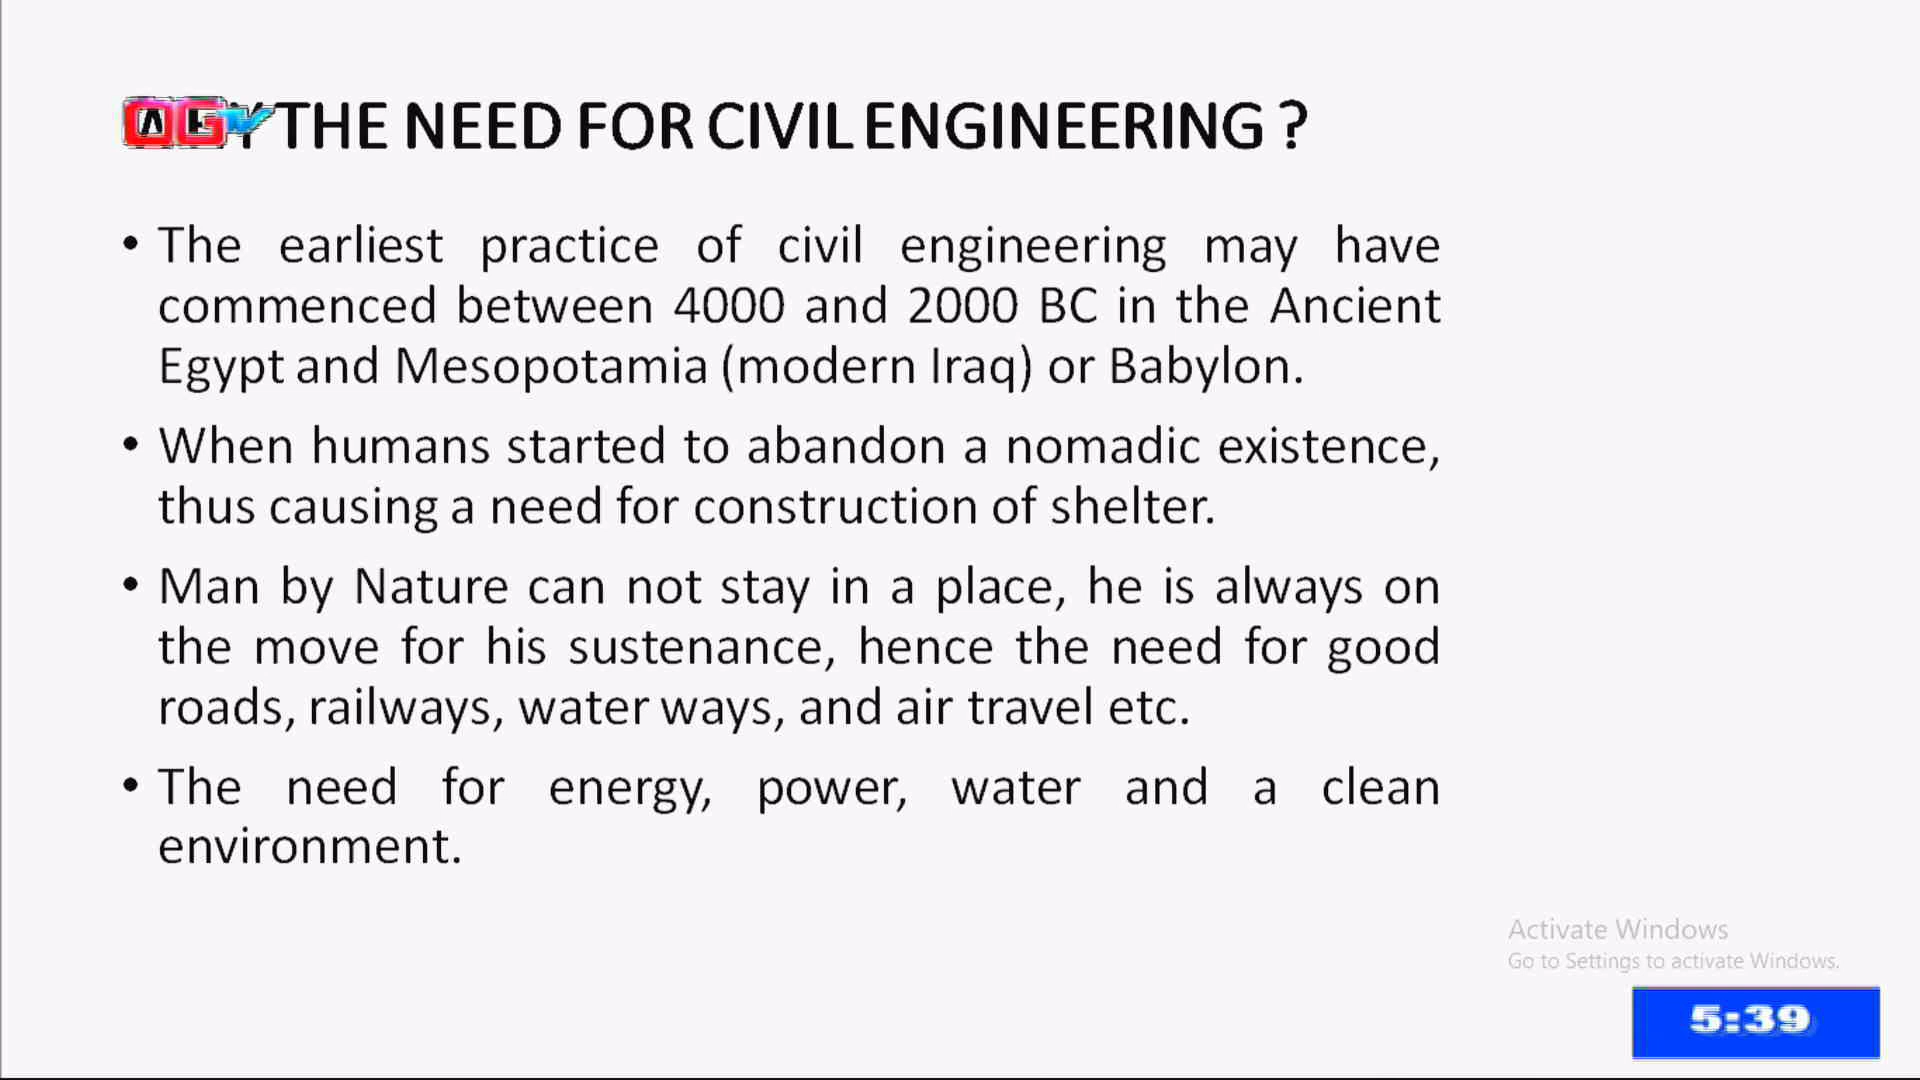 OGTV THE NEED FOR CIVIL ENGINEERING ?
• The earliest practice of civil engineering may have
commenced between 4000 and 2000 BC in the Ancient
Egypt and Mesopotamia (modern Iraq) or Babylon.
• When humans started to abandon a nomadic existence,
thus causing a need for construction of shelter.
• Man by Nature can not stay in a place, he is always on
the move for his sustenance, hence the need for good
roads, railways, water ways, and air travel etc.
• The need for energy, power, water and a clean
environment.
Activate Windows
Go to Settings to activate Windows.
5:39